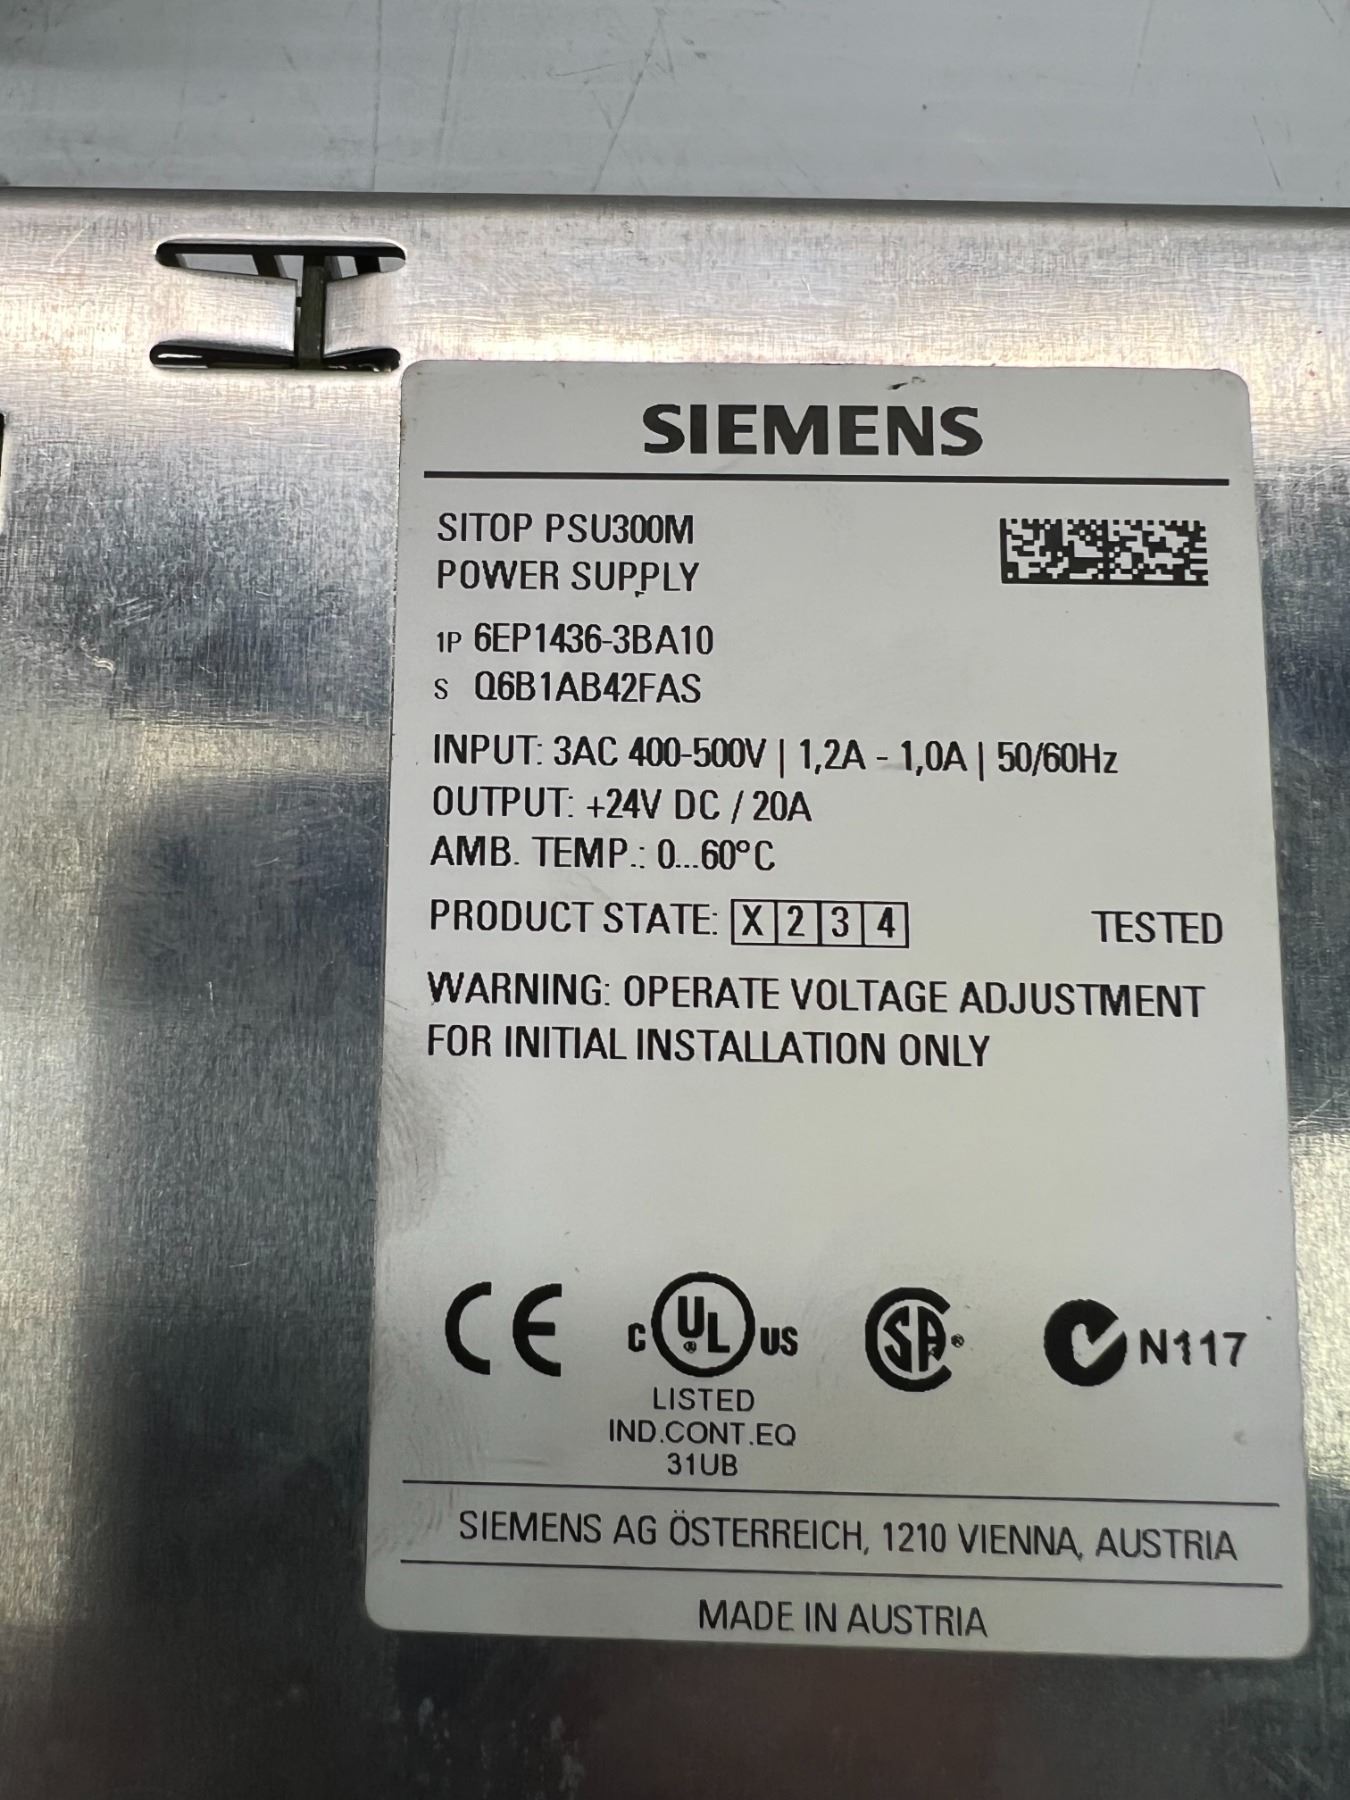 SIEMENS
SITOP PSU300M
POWER SUPPLY
1P 6EP1436-3BA10
S Q6B1AB42FAS
INPUT: 3AC 400-500V | 1,2A - 1,0A | 50/60Hz
OUTPUT: +24V DC / 20A
AMB. TEMP.: 0...60°C
PRODUCT STATE: X 2 3 4 TESTED
WARNING: OPERATE VOLTAGE ADJUSTMENT
FOR INITIAL INSTALLATION ONLY
CE C UL ® US SA ® N117
LISTED
IND.CONT.EQ
31UB
SIEMENS AG ÖSTERREICH, 1210 VIENNA, AUSTRIA
MADE IN AUSTRIA